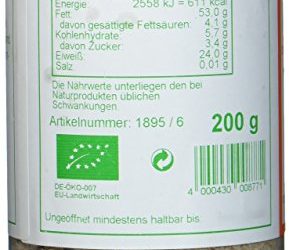 Energie: 2558 kJ = 611 kcal
Fett, 53,0 g
davon gesättigte Fettsäuren: 4,1 g
Kohlenhydrate: 5,7 g
davon Zucker: 3,4 g
Eiweiß: 24,0 g
Salz: 0,01 g
Die Nährwerte unterliegen den bei
Naturprodukten üblichen
Schwankungen.
Artikelnummer: 1895 / 6
200 g
DE-ÖKO-007
EU-Landwirtschaft
4 000430 008771
Ungeöffnet mindestens haltbar bis